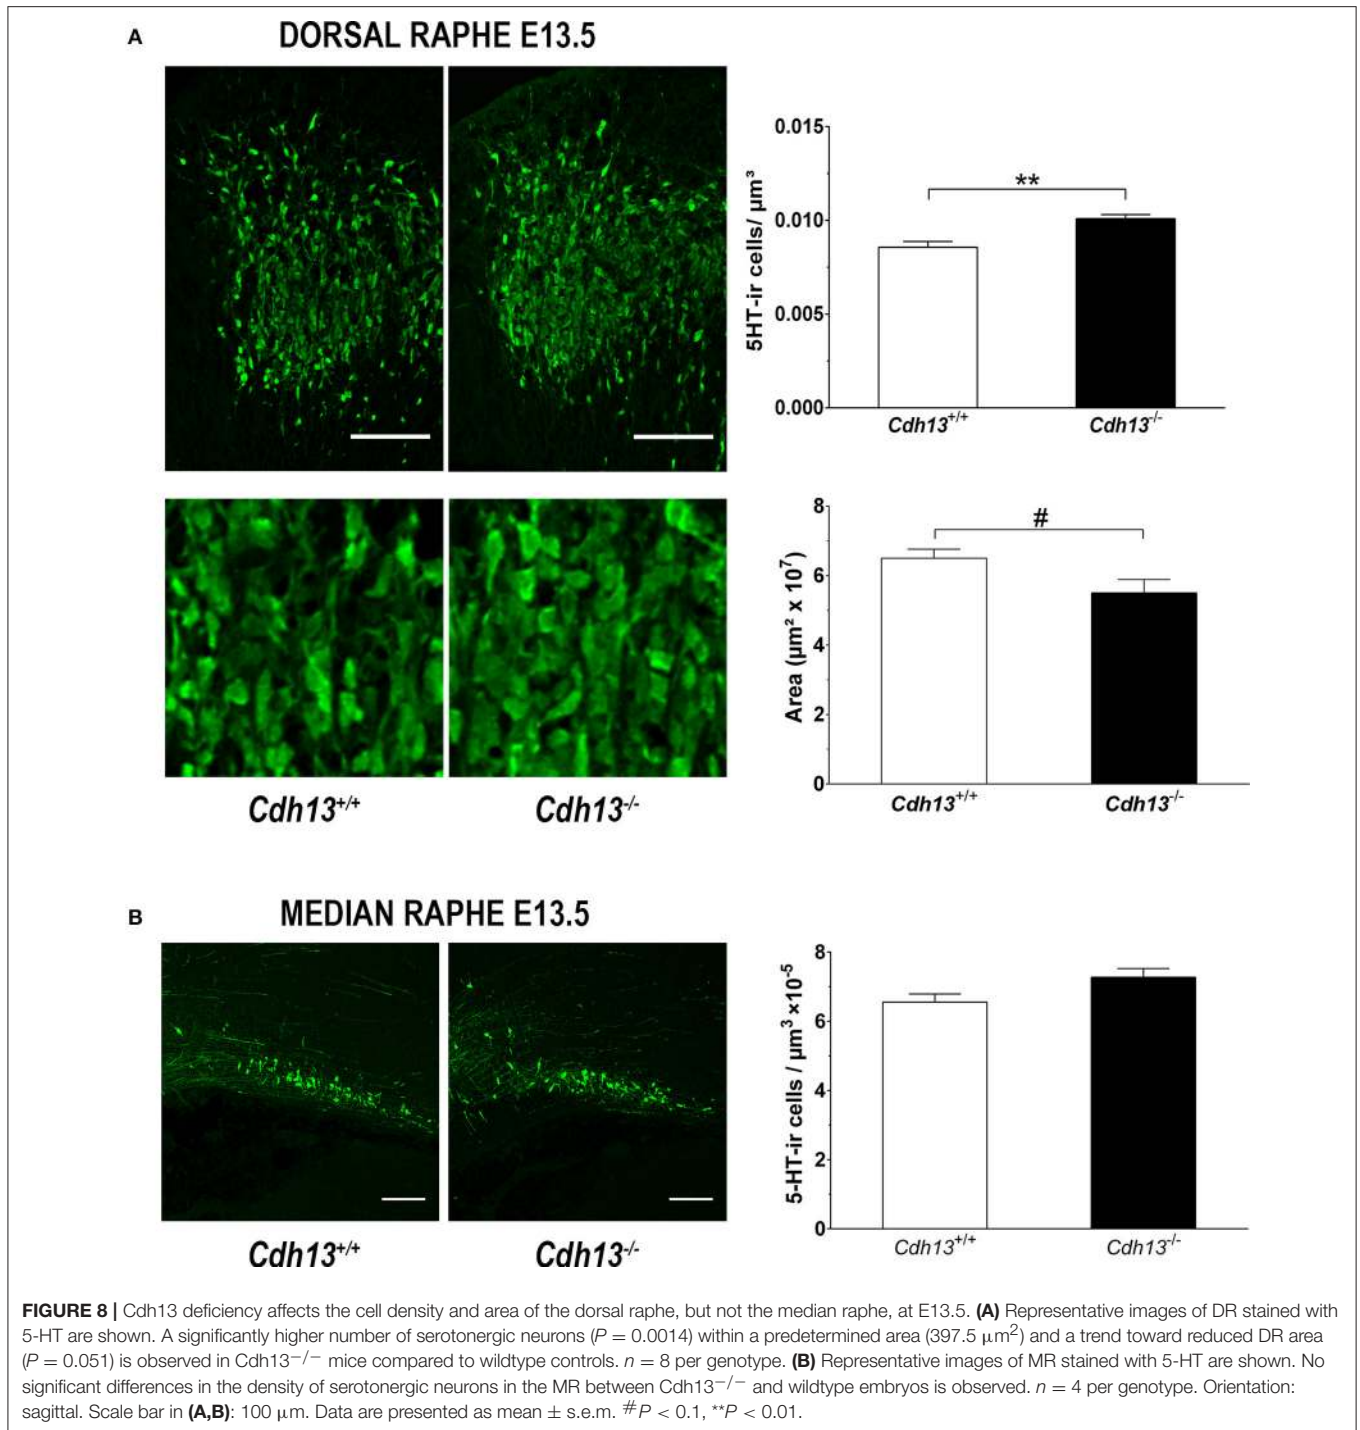 A
DORSAL RAPHE E13.5
0.015
0.010
0.005
0.000
5HT-ir cells/ μm³
**
Cdh13+/+
Cdh13-/-
8
6
4
2
0
Area (μm² x 10⁷)
#
Cdh13+/+
Cdh13-/-
Cdh13+/+
Cdh13-/-
B
MEDIAN RAPHE E13.5
8
6
4
2
0
5-HT-ir cells / μm³ ×10⁻⁵
Cdh13+/+
Cdh13-/-
Cdh13+/+
Cdh13-/-
FIGURE 8 | Cdh13 deficiency affects the cell density and area of the dorsal raphe, but not the median raphe, at E13.5. (A) Representative images of DR stained with
5-HT are shown. A significantly higher number of serotonergic neurons (P = 0.0014) within a predetermined area (397.5 μm²) and a trend toward reduced DR area
(P = 0.051) is observed in Cdh13−/− mice compared to wildtype controls. n = 8 per genotype. (B) Representative images of MR stained with 5-HT are shown. No
significant differences in the density of serotonergic neurons in the MR between Cdh13−/− and wildtype embryos is observed. n = 4 per genotype. Orientation:
sagittal. Scale bar in (A,B): 100 μm. Data are presented as mean ± s.e.m. #P < 0.1, **P < 0.01.